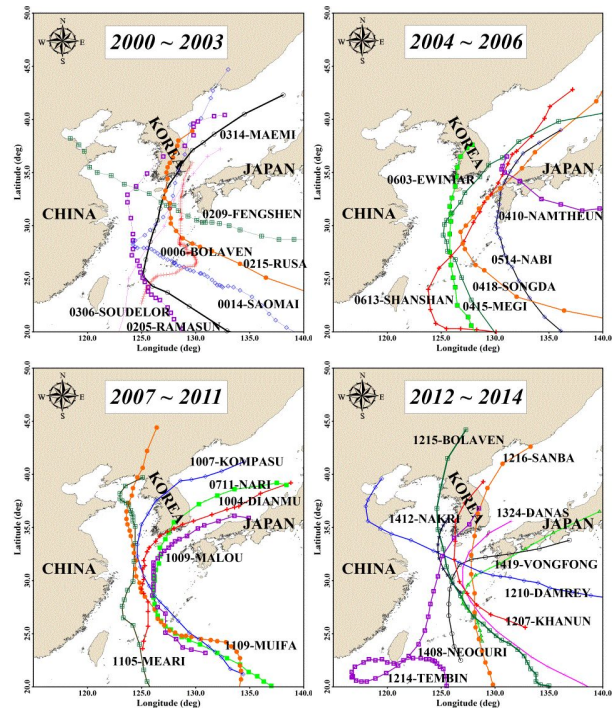 2000 ~ 2003
N
W E
S
KOREA
JAPAN
CHINA
0314-MAEMI
0209-FENGSHEN
0006-BOLAVEN
0215-RUSA
0014-SAOMAI
0306-SOUDELOR
0205-RAMASUN
Latitude (deg)
50.0
45.0
40.0
35.0
30.0
25.0
20.0
120.0 125.0 130.0 135.0 140.0
Longitude (deg)
2004 ~ 2006
N
W E
S
KOREA
JAPAN
CHINA
0603-EWINIAR
0410-NAMTHEUN
0514-NABI
0418-SONGDA
0613-SHANSHAN
0415-MEGI
Latitude (deg)
50.0
45.0
40.0
35.0
30.0
25.0
20.0
120.0 125.0 130.0 135.0 140.0
Longitude (deg)
2007 ~ 2011
N
W E
S
1007-KOMPASU
0711-NARI
1004-DIANMU
KOREA
JAPAN
1009-MALOU
CHINA
1109-MUIFA
1105-MEARI
Latitude (deg)
50.0
45.0
40.0
35.0
30.0
25.0
20.0
120.0 125.0 130.0 135.0 140.0
Longitude (deg)
2012 ~ 2014
N
W E
S
1215-BOLAVEN
1216-SANBA
KOREA
1324-DANAS
1412-NAKRI
JAPAN
CHINA
1419-VONGFONG
1210-DAMREY
1207-KHANUN
1408-NEOGURI
1214-TEMBIN
Latitude (deg)
50.0
45.0
40.0
35.0
30.0
25.0
20.0
120.0 125.0 130.0 135.0 140.0
Longitude (deg)